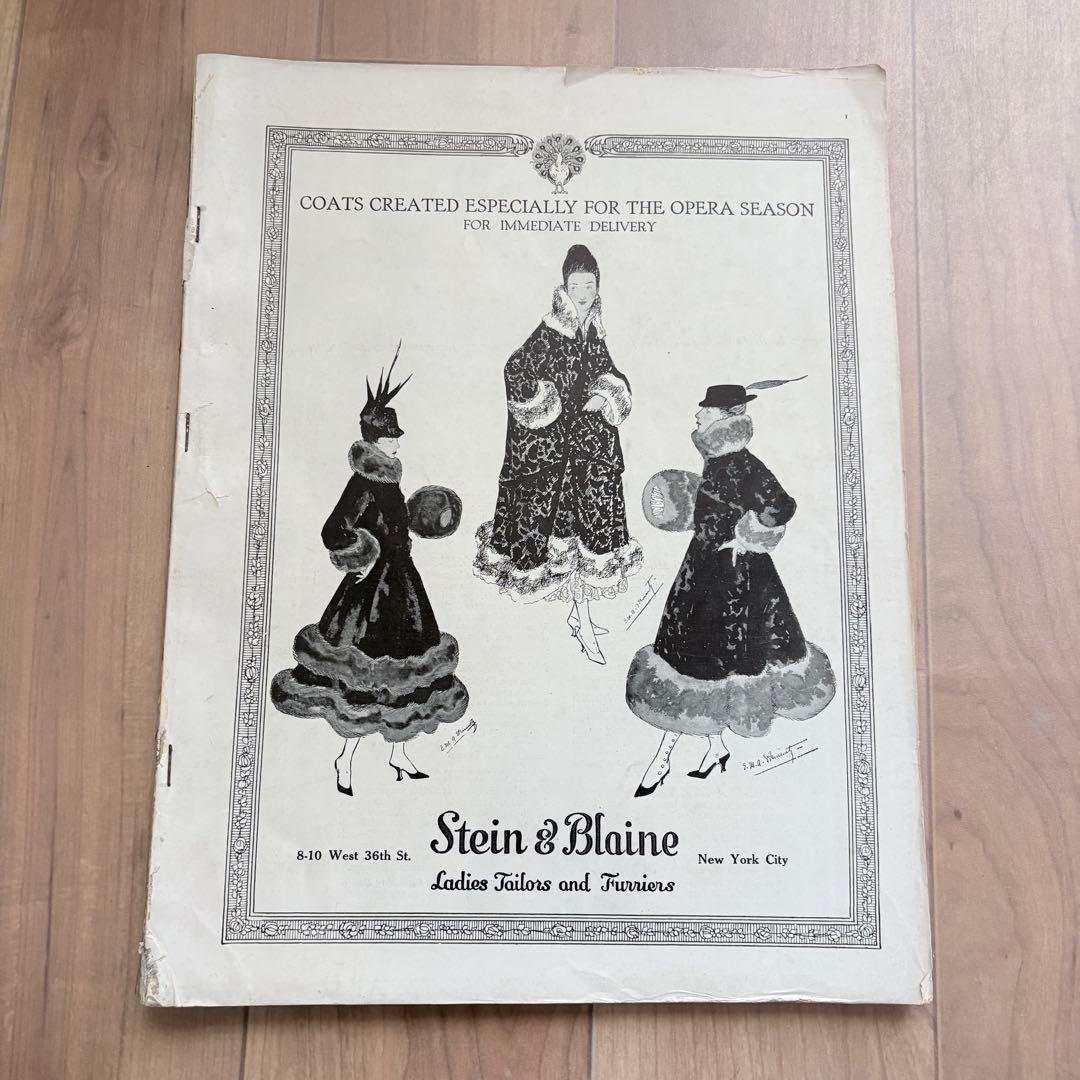 1
COATS CREATED ESPECIALLY FOR THE OPERA SEASON
FOR IMMEDIATE DELIVERY
Stein & Blaine
8-10 West 36th St.
New York City
Ladies Tailors and Furriers